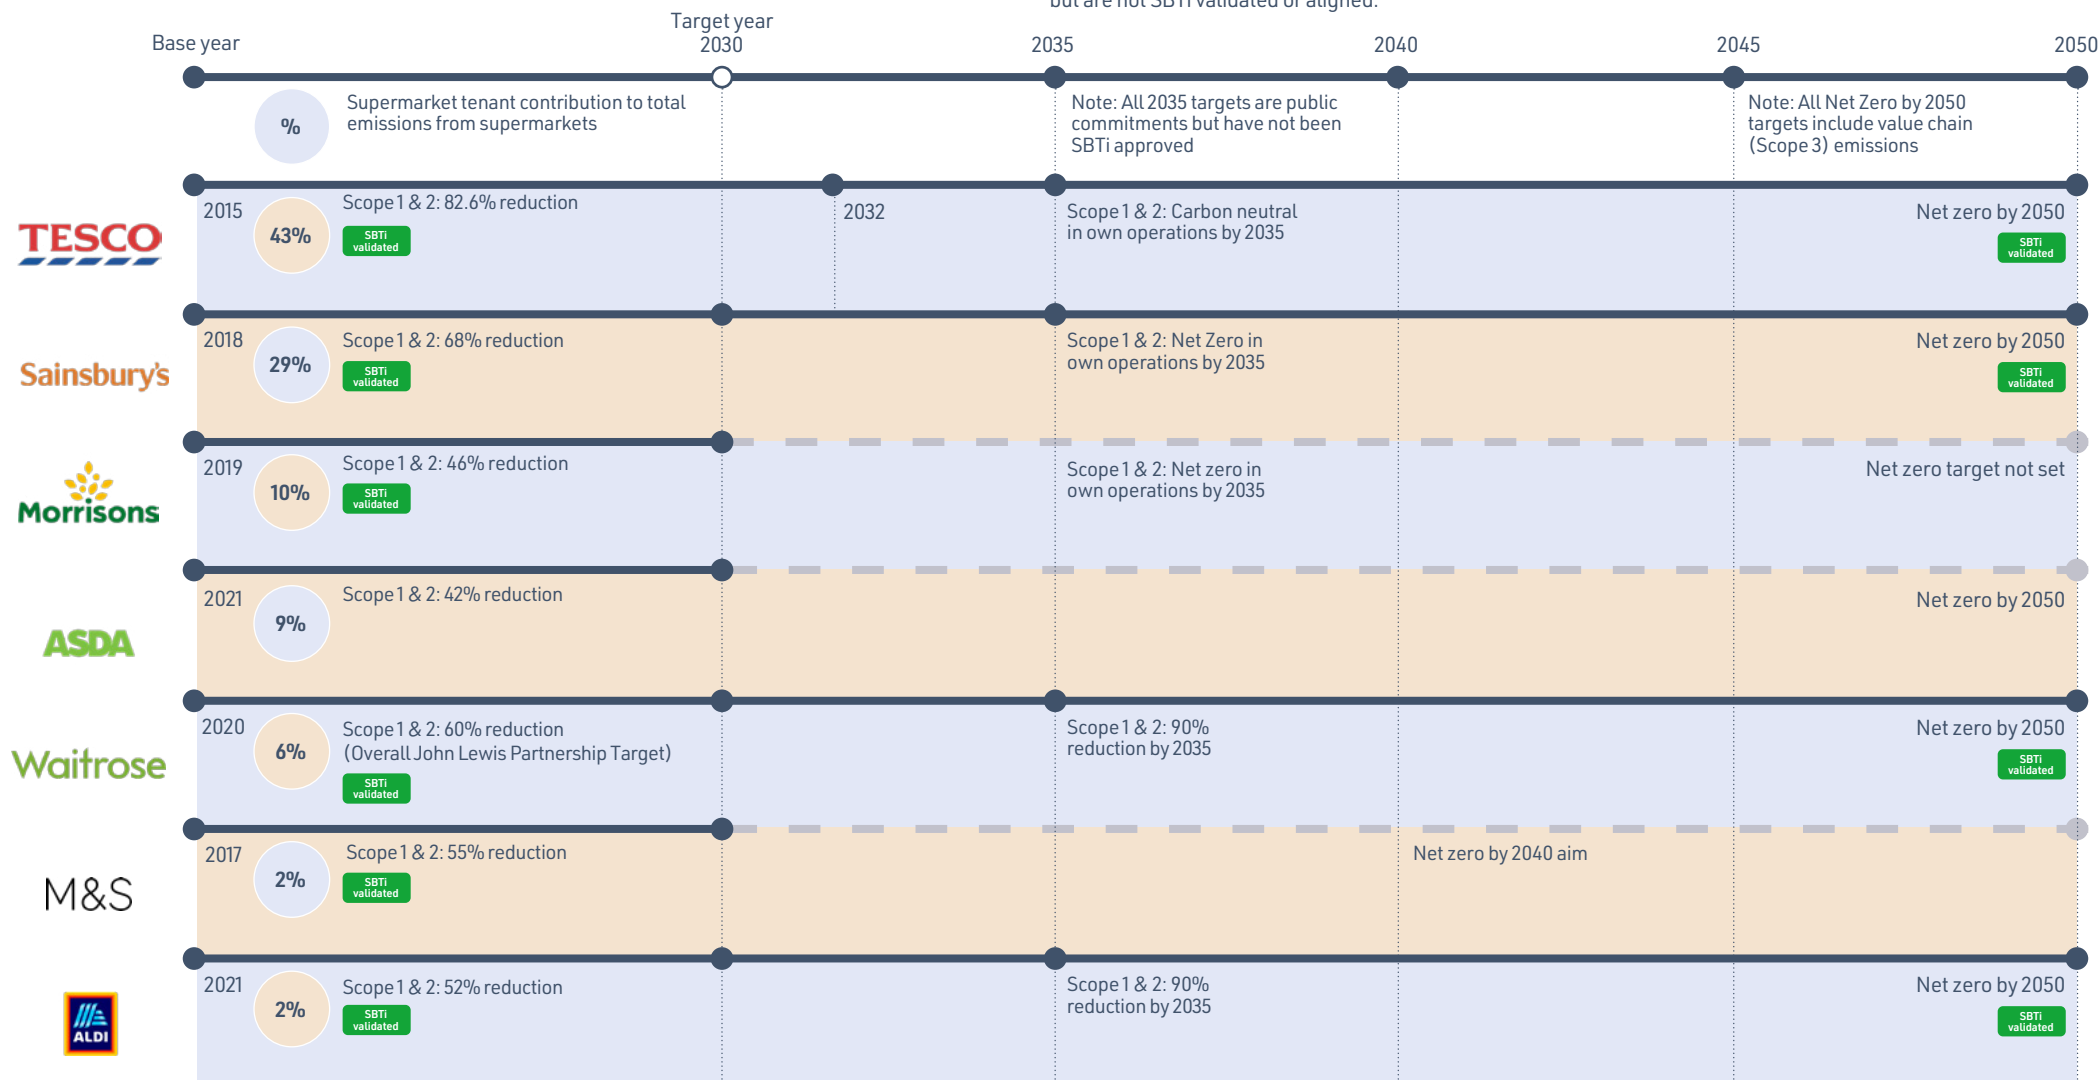 but are not SBTi validated or aligned.
Target year
Base year
2030
2035
2040
2045
2050
%
Supermarket tenant contribution to total
emissions from supermarkets
Note: All 2035 targets are public
commitments but have not been
SBTi approved
Note: All Net Zero by 2050
targets include value chain
(Scope 3) emissions
TESCO
2015
43%
Scope 1 & 2: 82.6% reduction
SBTi
validated
2032
Scope 1 & 2: Carbon neutral
in own operations by 2035
Net zero by 2050
SBTi
validated
Sainsbury's
2018
29%
Scope 1 & 2: 68% reduction
SBTi
validated
Scope 1 & 2: Net Zero in
own operations by 2035
Net zero by 2050
SBTi
validated
Morrisons
2019
10%
Scope 1 & 2: 46% reduction
SBTi
validated
Scope 1 & 2: Net zero in
own operations by 2035
Net zero target not set
ASDA
2021
9%
Scope 1 & 2: 42% reduction
Net zero by 2050
Waitrose
2020
6%
Scope 1 & 2: 60% reduction
(Overall John Lewis Partnership Target)
SBTi
validated
Scope 1 & 2: 90%
reduction by 2035
Net zero by 2050
SBTi
validated
M&S
2017
2%
Scope 1 & 2: 55% reduction
SBTi
validated
Net zero by 2040 aim
ALDI
2021
2%
Scope 1 & 2: 52% reduction
SBTi
validated
Scope 1 & 2: 90%
reduction by 2035
Net zero by 2050
SBTi
validated